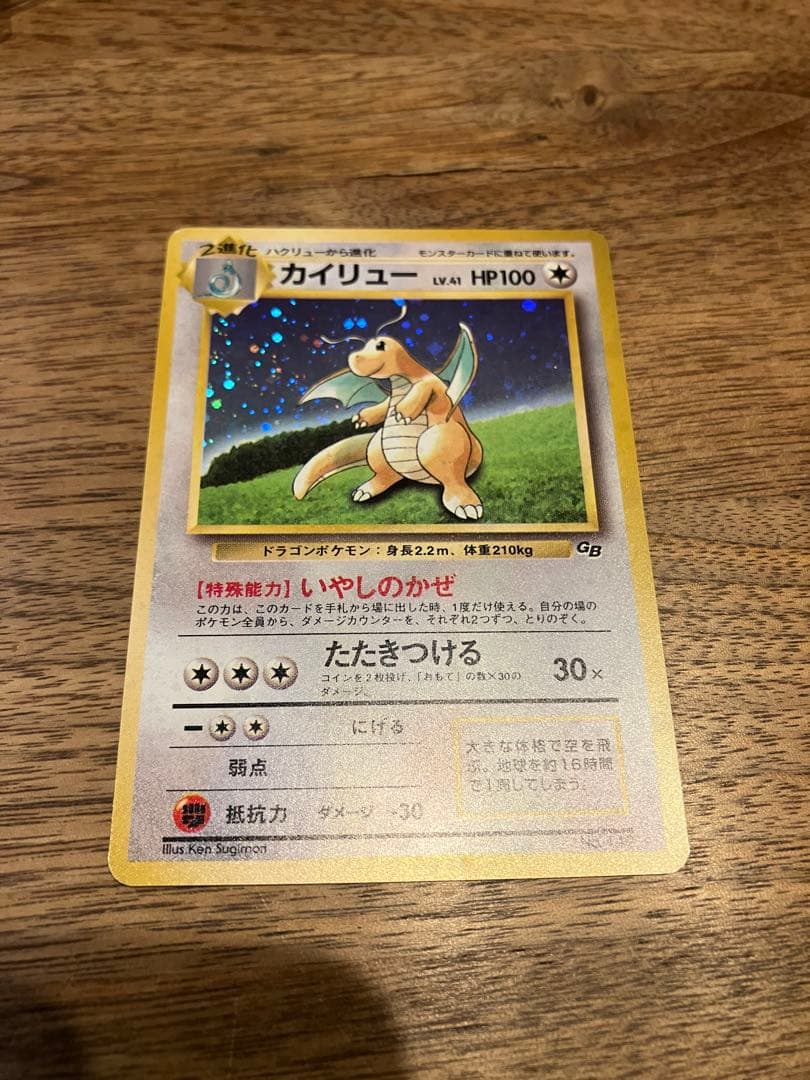 2進化 ハクリューから進化 モンスターカードに重ねて使います。
カイリュー LV.41 HP100
ドラゴンポケモン：身長2.2m、体重210kg GB
【特殊能力】いやしのかぜ
この力は、このカードを手札から場に出した時、1度だけ使える。自分の場の
ポケモン全員から、ダメージカウンターを、それぞれ2つずつ、とりのぞく。
たたきつける 30×
コインを2枚投げ、「おもて」の数×30の
ダメージ。
にげる
弱点
抵抗力 ダメージ -30
大きな体格で空を飛
ぶ。地球を約16時間
で1周してしまう。
Illus. Ken Sugimori